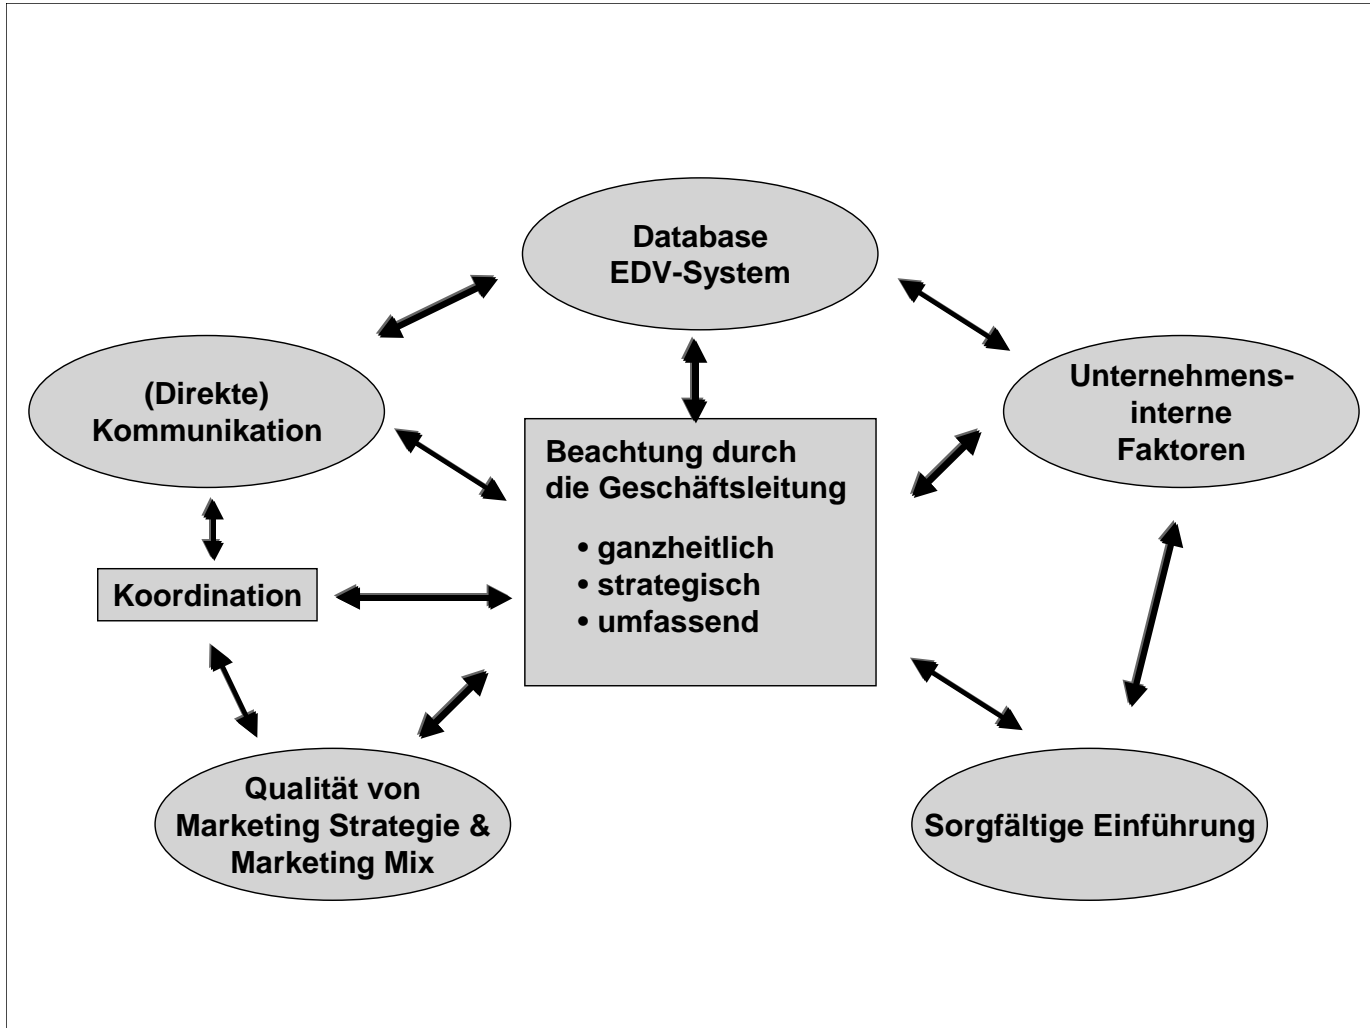 Database
EDV-System
(Direkte)
Kommunikation
Unternehmens-
interne
Faktoren
Beachtung durch
die Geschäftsleitung
• ganzheitlich
• strategisch
• umfassend
Koordination
Qualität von
Marketing Strategie &
Marketing Mix
Sorgfältige Einführung